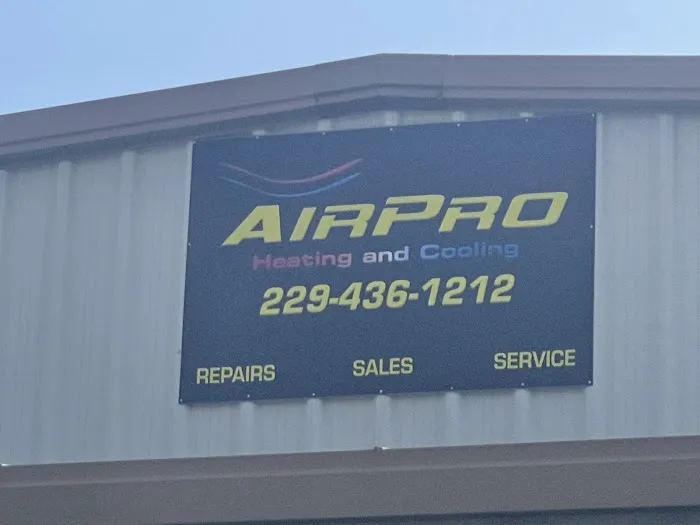 AIRPRO
Heating and Cooling
229-436-1212
REPAIRS SALES SERVICE